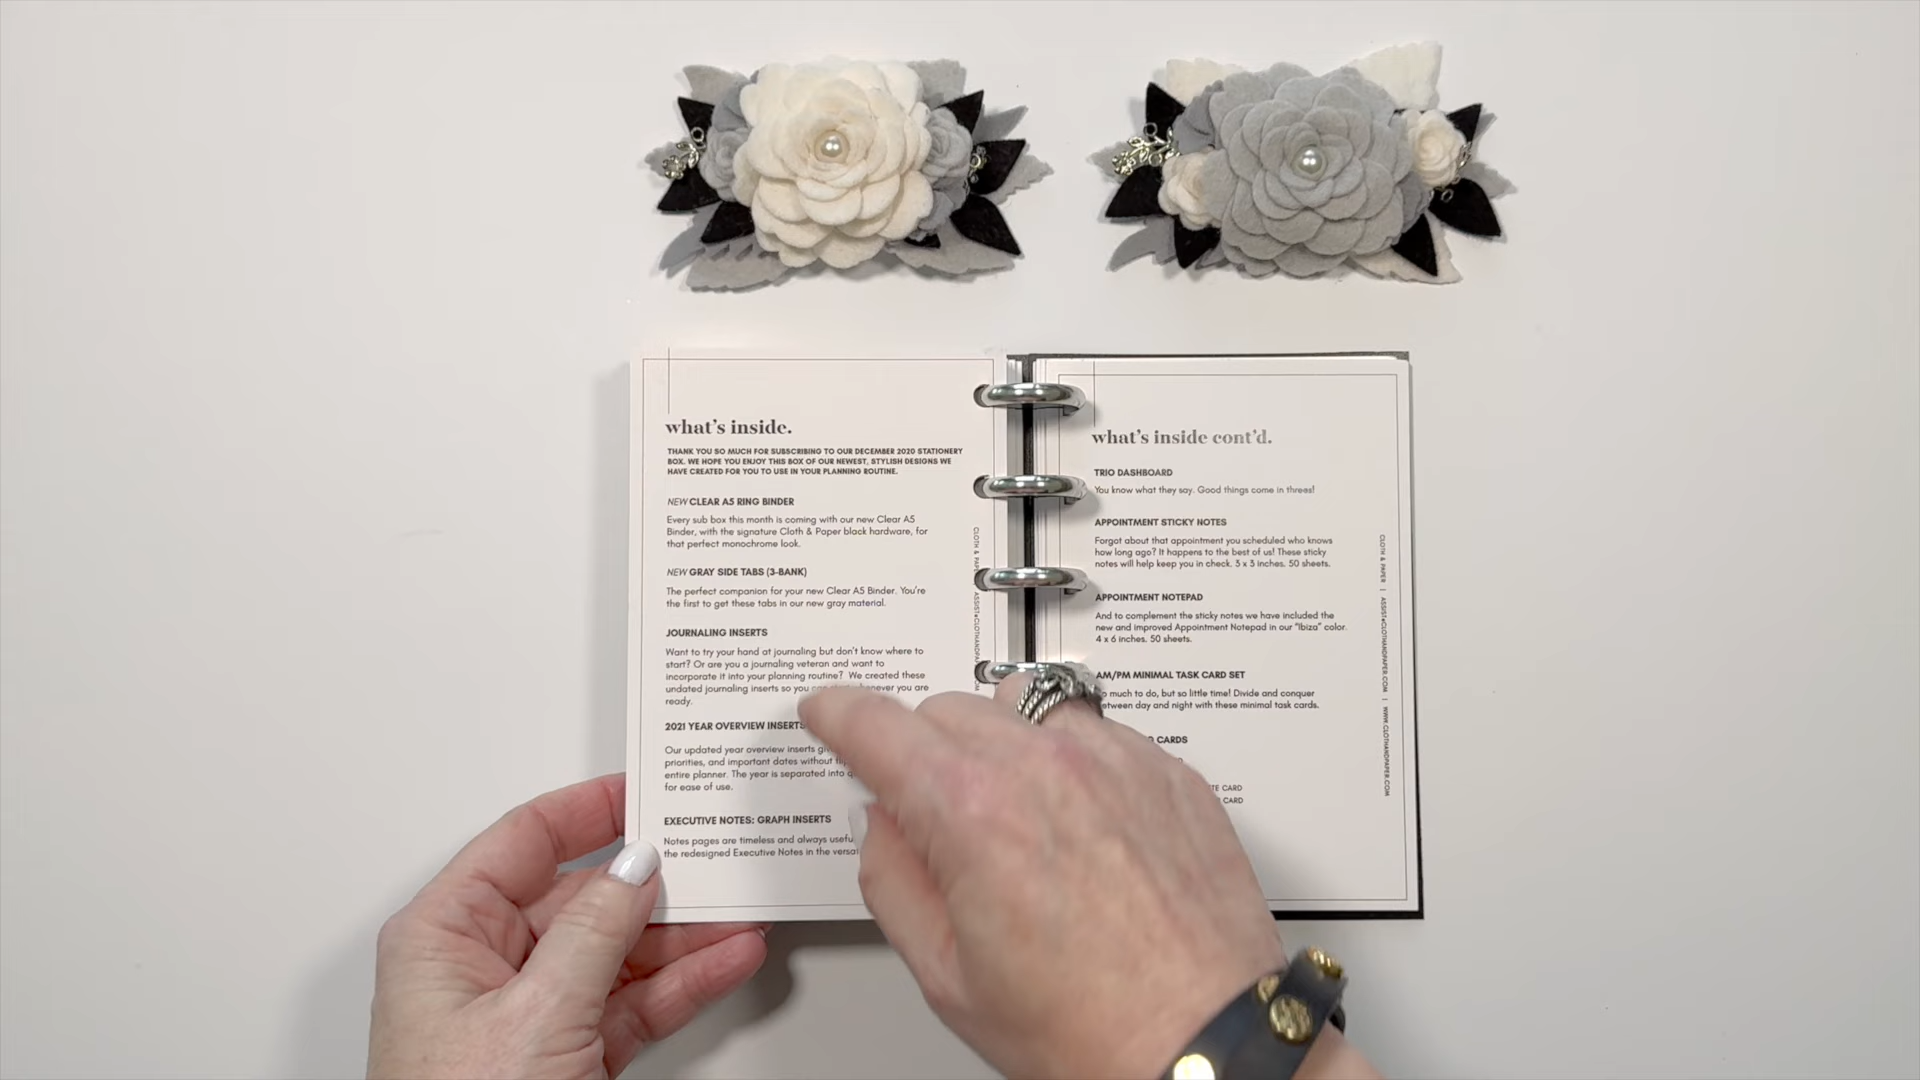 what's inside.
THANK YOU SO MUCH FOR SUBSCRIBING TO OUR DECEMBER 2020 STATIONERY
BOX. WE HOPE YOU ENJOY THIS BOX OF OUR NEWEST, STYLISH DESIGNS WE
HAVE CREATED FOR YOU TO USE IN YOUR PLANNING ROUTINE.
NEW CLEAR A5 RING BINDER
Every sub box this month is coming with our new Clear A5
Binder, with the signature Cloth & Paper black hardware, for
that perfect monochrome look.
NEW GRAY SIDE TABS (3-BANK)
The perfect companion for your new Clear A5 Binder. You're
the first to get these tabs in our new gray material.
JOURNALING INSERTS
Want to try your hand at journaling but don't know where to
start? Or are you a journaling veteran and want to
incorporate it into your planning routine? We created these
undated journaling inserts so you you are
ready.
2021 YEAR OVERVIEW INSERTS
Our updated year overview inserts
priorities, and important dates without
entire planner. The year is separated into
for ease of use.
EXECUTIVE NOTES: GRAPH INSERTS
Notes pages are timeless and always
the redesigned Executive Notes in the
CLOTH &
what's inside cont'd.
TRIO DASHBOARD
You know what they say. Good things come in threes!
APPOINTMENT STICKY NOTES
Forgot about that appointment you scheduled who knows
how long ago? It happens to the best of us! These sticky
notes will help keep you in check. 3 x 3 inches. 50 sheets.
APPOINTMENT NOTEPAD
And to complement the sticky notes we have included the
new and improved Appointment Notepad in our "Ibiza" color.
4 x 6 inches. 50 sheets.
AM/PM MINIMAL TASK CARD SET
much to do, but so little time! Divide and conquer
between day and night with these minimal task cards.
CARDS
CARD
CARD
CLOTH & PAPER | ASSIST@CLOTHANDPAPER.COM | WWW.CLOTHANDPAPER.COM